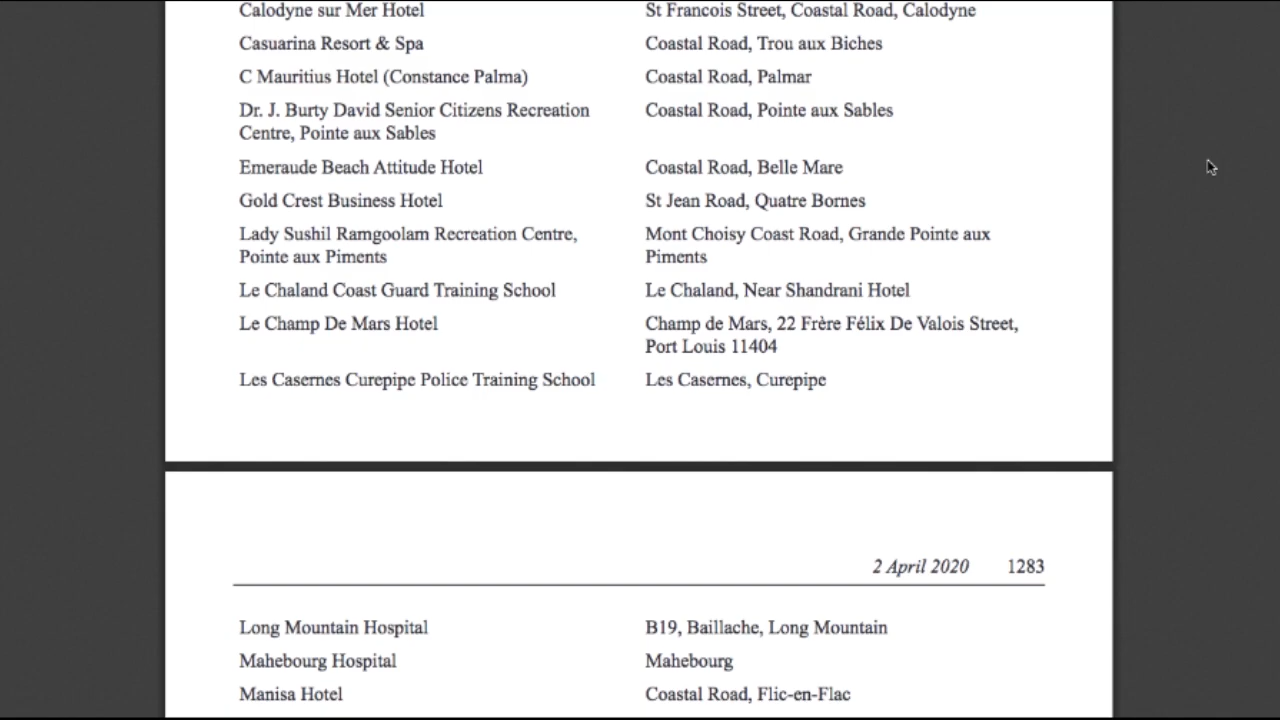 Calodyne sur Mer Hotel St Francois Street, Coastal Road, Calodyne
Casuarina Resort & Spa Coastal Road, Trou aux Biches
C Mauritius Hotel (Constance Palma) Coastal Road, Palmar
Dr. J. Burty David Senior Citizens Recreation Coastal Road, Pointe aux Sables
Centre, Pointe aux Sables
Emeraude Beach Attitude Hotel Coastal Road, Belle Mare
Gold Crest Business Hotel St Jean Road, Quatre Bornes
Lady Sushil Ramgoolam Recreation Centre, Mont Choisy Coast Road, Grande Pointe aux
Pointe aux Piments Piments
Le Chaland Coast Guard Training School Le Chaland, Near Shandrani Hotel
Le Champ De Mars Hotel Champ de Mars, 22 Frère Félix De Valois Street,
Port Louis 11404
Les Casernes Curepipe Police Training School Les Casernes, Curepipe
2 April 2020 1283
Long Mountain Hospital B19, Baillache, Long Mountain
Mahebourg Hospital Mahebourg
Manisa Hotel Coastal Road, Flic-en-Flac